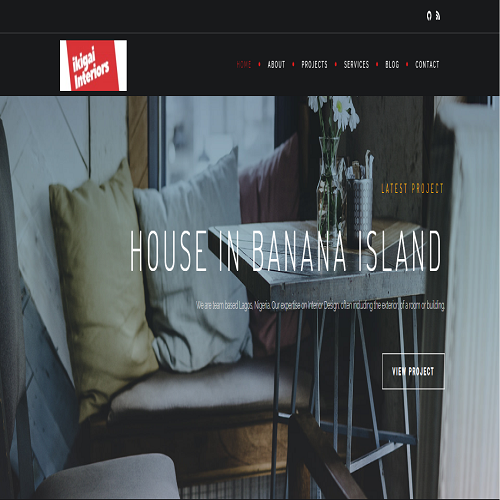 ikigai
Interiors
HOME ABOUT PROJECTS SERVICES BLOG CONTACT
LATEST PROJECT
HOUSE IN BANANA ISLAND
We are team based Lagos, Nigeria. Our expertise on Interior Design, often including the exterior, of a room or building.
VIEW PROJECT